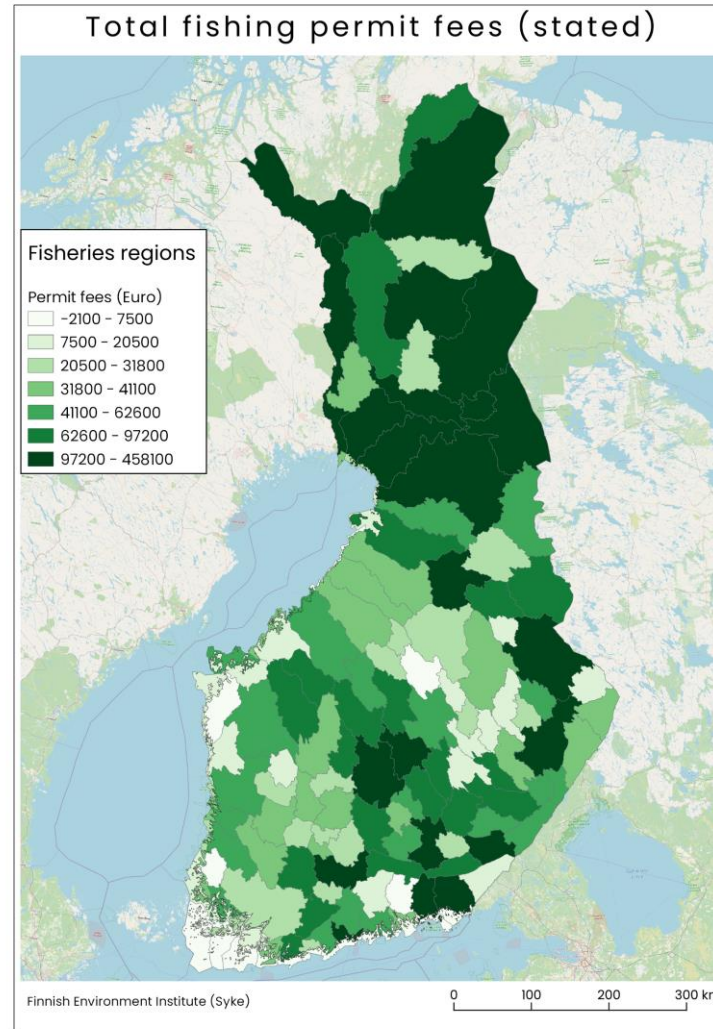 Total fishing permit fees (stated)
Fisheries regions
Permit fees (Euro)
-2100 - 7500
7500 - 20500
20500 - 31800
31800 - 41100
41100 - 62600
62600 - 97200
97200 - 458100
Finnish Environment Institute (Syke)
0 100 200 300 km